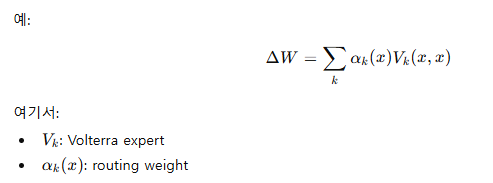 예:
ΔW = ∑_k α_k(x)V_k(x, x)
여기서:
• V_k: Volterra expert
• α_k(x): routing weight